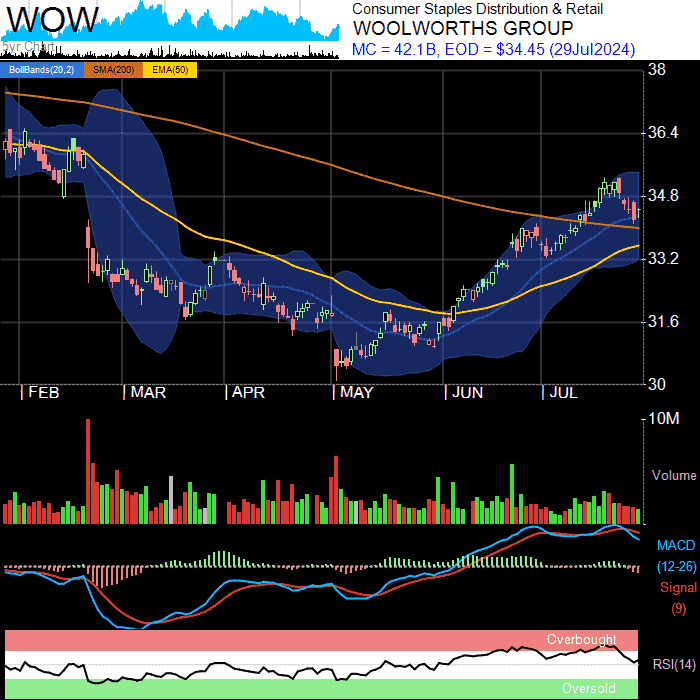 WOW
5yr Chart
Consumer Staples Distribution & Retail
WOOLWORTHS GROUP
MC = 42.1B, EOD = $34.45 (29Jul2024)
BollBands(20,2) SMA(200) EMA(50)
38
36.4
34.8
33.2
31.6
30
FEB MAR APR MAY JUN JUL
10M
Volume
MACD
(12-26)
Signal
(9)
Overbought
RSI(14)
Oversold